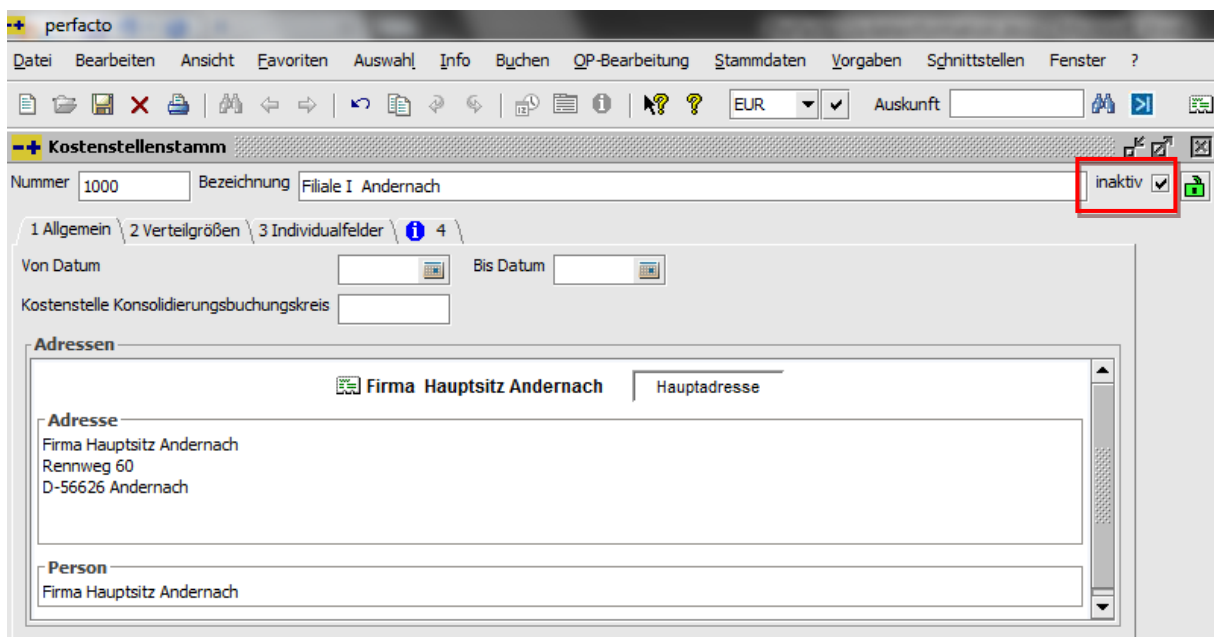 perfacto
Datei Bearbeiten Ansicht Favoriten Auswahl Info Buchen OP-Bearbeitung Stammdaten Vorgaben Schnittstellen Fenster ?
EUR Auskunft
Kostenstellenstamm
Nummer 1000 Bezeichnung Filiale I Andernach inaktiv
1 Allgemein 2 Verteilgrößen 3 Individualfelder 4
Von Datum Bis Datum
Kostenstelle Konsolidierungsbuchungskreis
Adressen
Firma Hauptsitz Andernach Hauptadresse
Adresse
Firma Hauptsitz Andernach
Rennweg 60
D-56626 Andernach
Person
Firma Hauptsitz Andernach